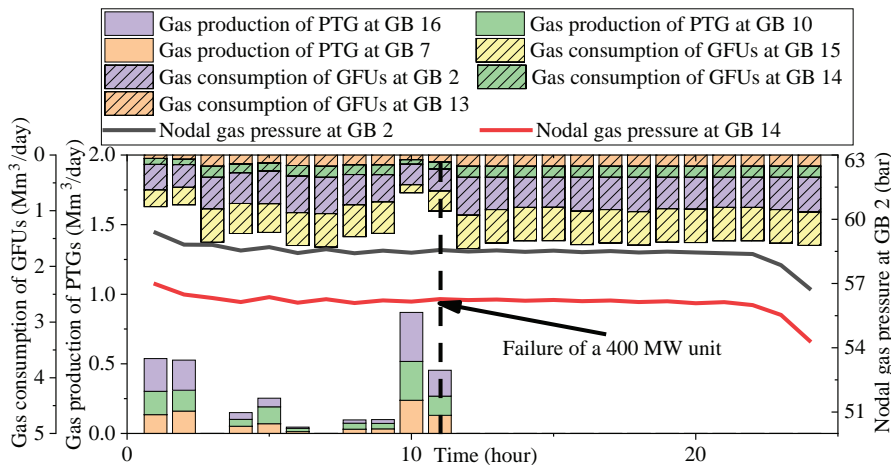 Gas production of PTG at GB 16
Gas production of PTG at GB 10
Gas production of PTG at GB 7
Gas consumption of GFUs at GB 15
Gas consumption of GFUs at GB 2
Gas consumption of GFUs at GB 14
Gas consumption of GFUs at GB 13
Nodal gas pressure at GB 2
Nodal gas pressure at GB 14
Gas consumption of GFUs (Mm³/day)
0
1
2
3
4
5
Gas production of PTGs (Mm³/day)
2.0
1.5
1.0
0.5
0.0
63
60
58
56
54
51
Nodal gas pressure at GB 2 (bar)
Failure of a 400 MW unit
0
10
Time (hour)
20